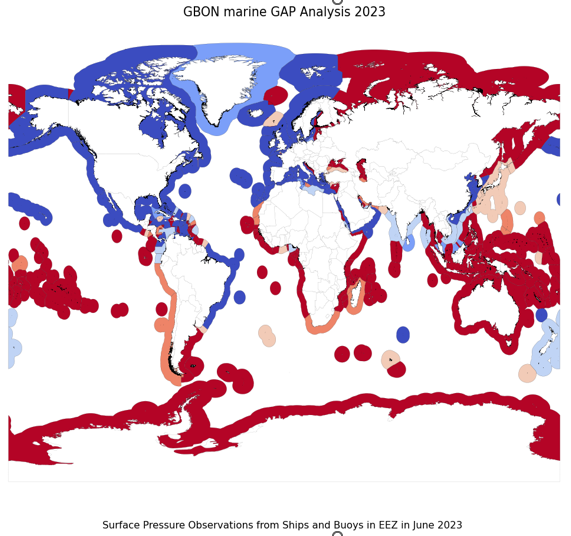 GBON marine GAP Analysis 2023
Surface Pressure Observations from Ships and Buoys in EEZ in June 2023